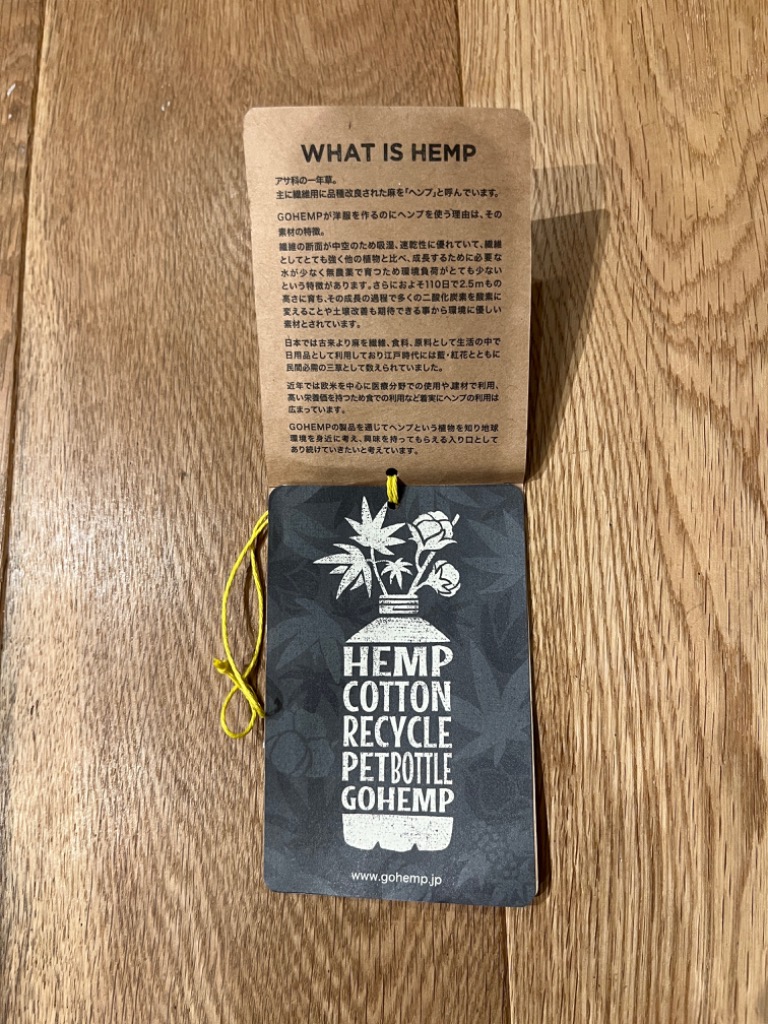 WHAT IS HEMP
アサ科の一年草。
主に繊維用に品種改良された麻を「ヘンプ」と呼んでいます。
GOHEMPが洋服を作るのにヘンプを使う理由は、その
素材の特徴。
繊維の断面が中空のため吸湿、速乾性に優れていて、繊維
としてとても強く他の植物と比べ、成長するために必要な
水が少なく無農薬で育つため環境負荷がとても少ない
という特徴があります。さらにおよそ110日で2.5mもの
高さに育ち、その成長の過程で多くの二酸化炭素を酸素に
変えることや土壌改善も期待できる事から環境に優しい
素材とされています。
日本では古来より麻を繊維、食料、原料として生活の中で
日用品として利用しており江戸時代には藍・紅花とともに
民間必需の三草として数えられていました。
近年では欧米を中心に医療分野での使用や、建材で利用、
高い栄養価を持つため食での利用など着実にヘンプの利用は
広まっています。
GOHEMPの製品を通じてヘンプという植物を知り地球
環境を身近に考え、興味を持ってもらえる入り口として
あり続けていきたいと考えています。
HEMP
COTTON
RECYCLE
PETBOTTLE
GOHEMP
www.gohemp.jp